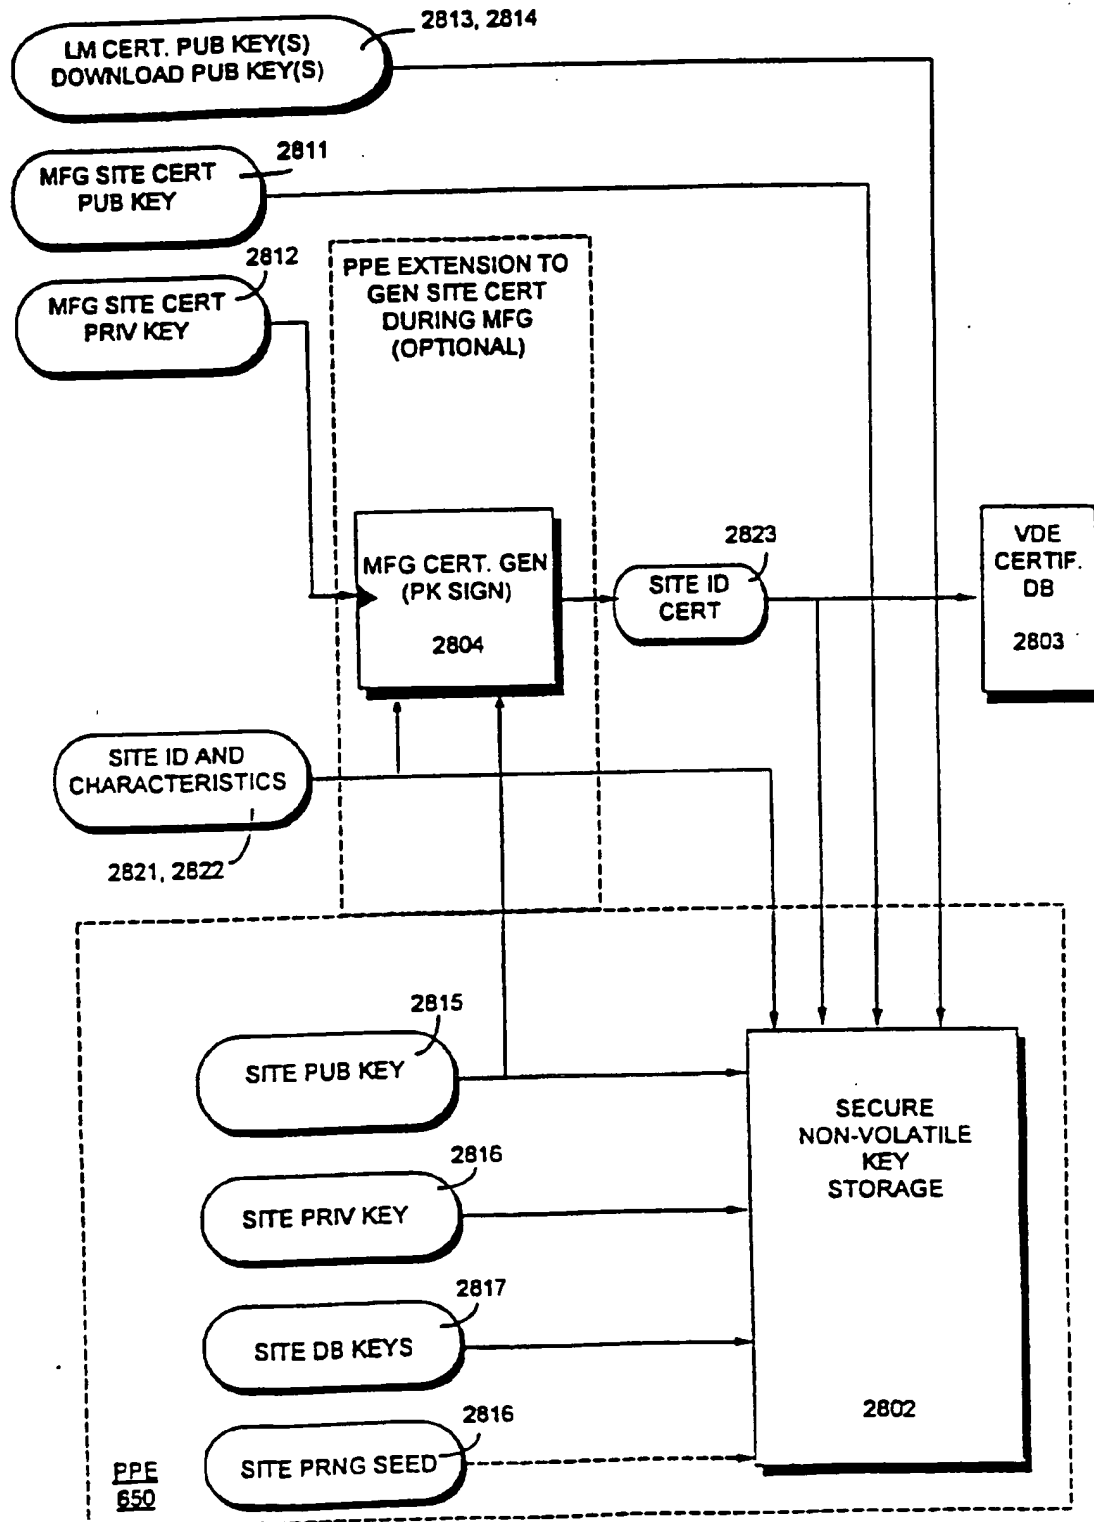 2813, 2814
LM CERT. PUB KEY(S)
DOWNLOAD PUB KEY(S)
2811
MFG SITE CERT
PUB KEY
2812
MFG SITE CERT
PRIV KEY
PPE EXTENSION TO
GEN SITE CERT
DURING MFG
(OPTIONAL)
MFG CERT. GEN
(PK SIGN)
2804
2823
SITE ID
CERT
VDE
CERTIF.
DB
2803
SITE ID AND
CHARACTERISTICS
2821, 2822
2815
SITE PUB KEY
2816
SITE PRIV KEY
2817
SITE DB KEYS
2816
SITE PRNG SEED
SECURE
NON-VOLATILE
KEY
STORAGE
2802
PPE
650